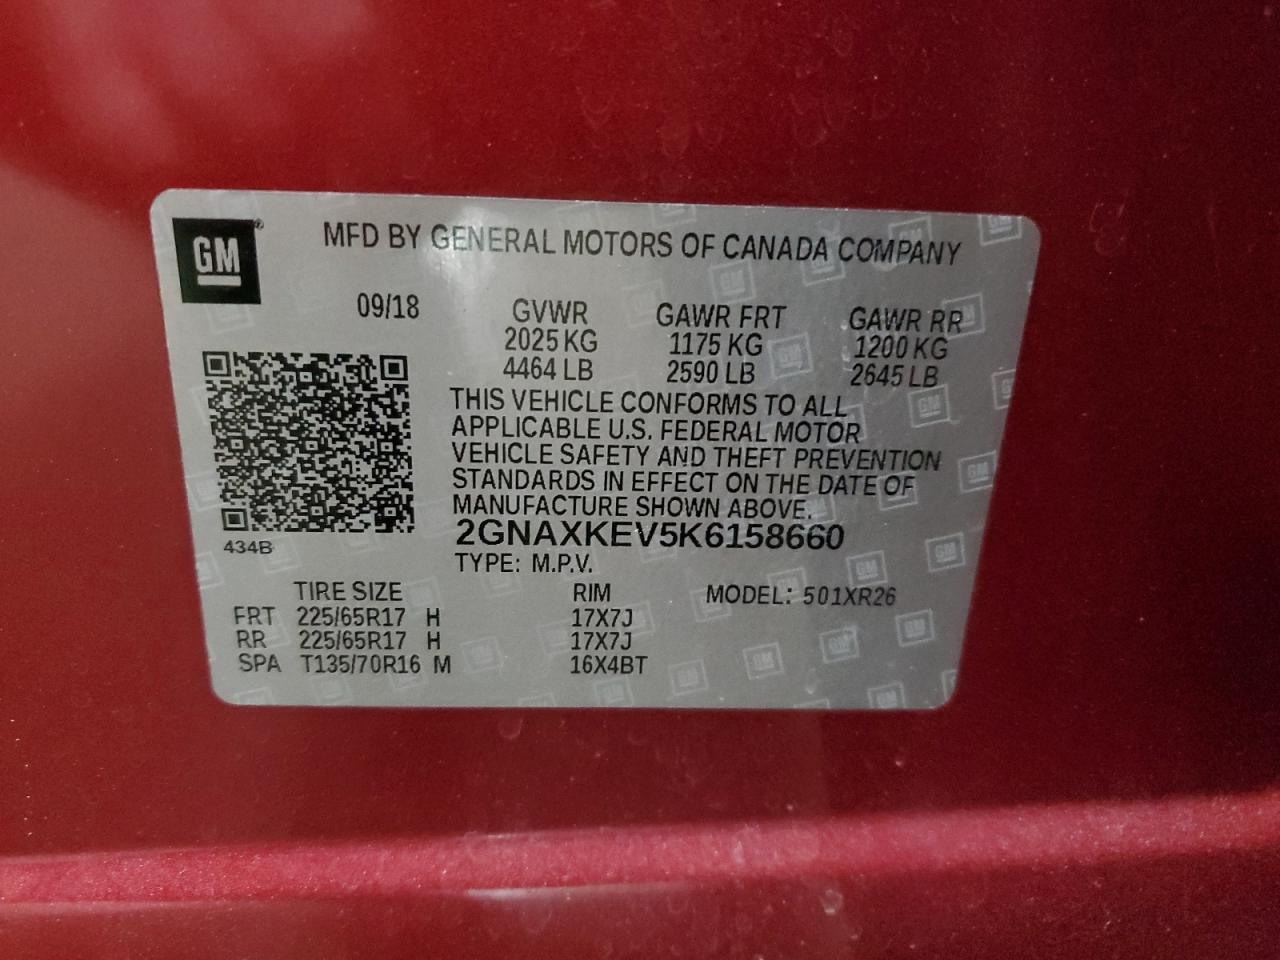 GM ®
MFD BY GENERAL MOTORS OF CANADA COMPANY
09/18 GVWR GAWR FRT GAWR RR
2025 KG 1175 KG 1200 KG
4464 LB 2590 LB 2645 LB
THIS VEHICLE CONFORMS TO ALL
APPLICABLE U.S. FEDERAL MOTOR
VEHICLE SAFETY AND THEFT PREVENTION
STANDARDS IN EFFECT ON THE DATE OF
MANUFACTURE SHOWN ABOVE.
2GNAXKEV5K6158660
434B
TYPE: M.P.V.
TIRE SIZE RIM MODEL: 501XR26
FRT 225/65R17 H 17X7J
RR 225/65R17 H 17X7J
SPA T135/70R16 M 16X4BT